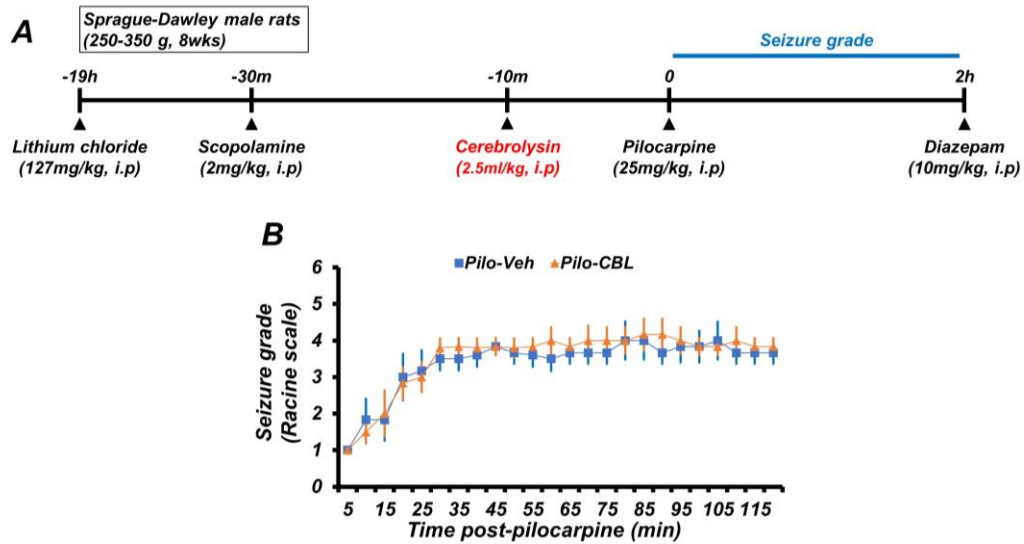 A
Sprague-Dawley male rats
(250-350 g, 8wks)
Seizure grade
-19h -30m -10m 0 2h
Lithium chloride Scopolamine Cerebrolysin Pilocarpine Diazepam
(127mg/kg, i.p) (2mg/kg, i.p) (2.5ml/kg, i.p) (25mg/kg, i.p) (10mg/kg, i.p)
B
Pilo-Veh Pilo-CBL
Seizure grade
(Racine scale)
6
5
4
3
2
1
0
5 15 25 35 45 55 65 75 85 95 105 115
Time post-pilocarpine (min)